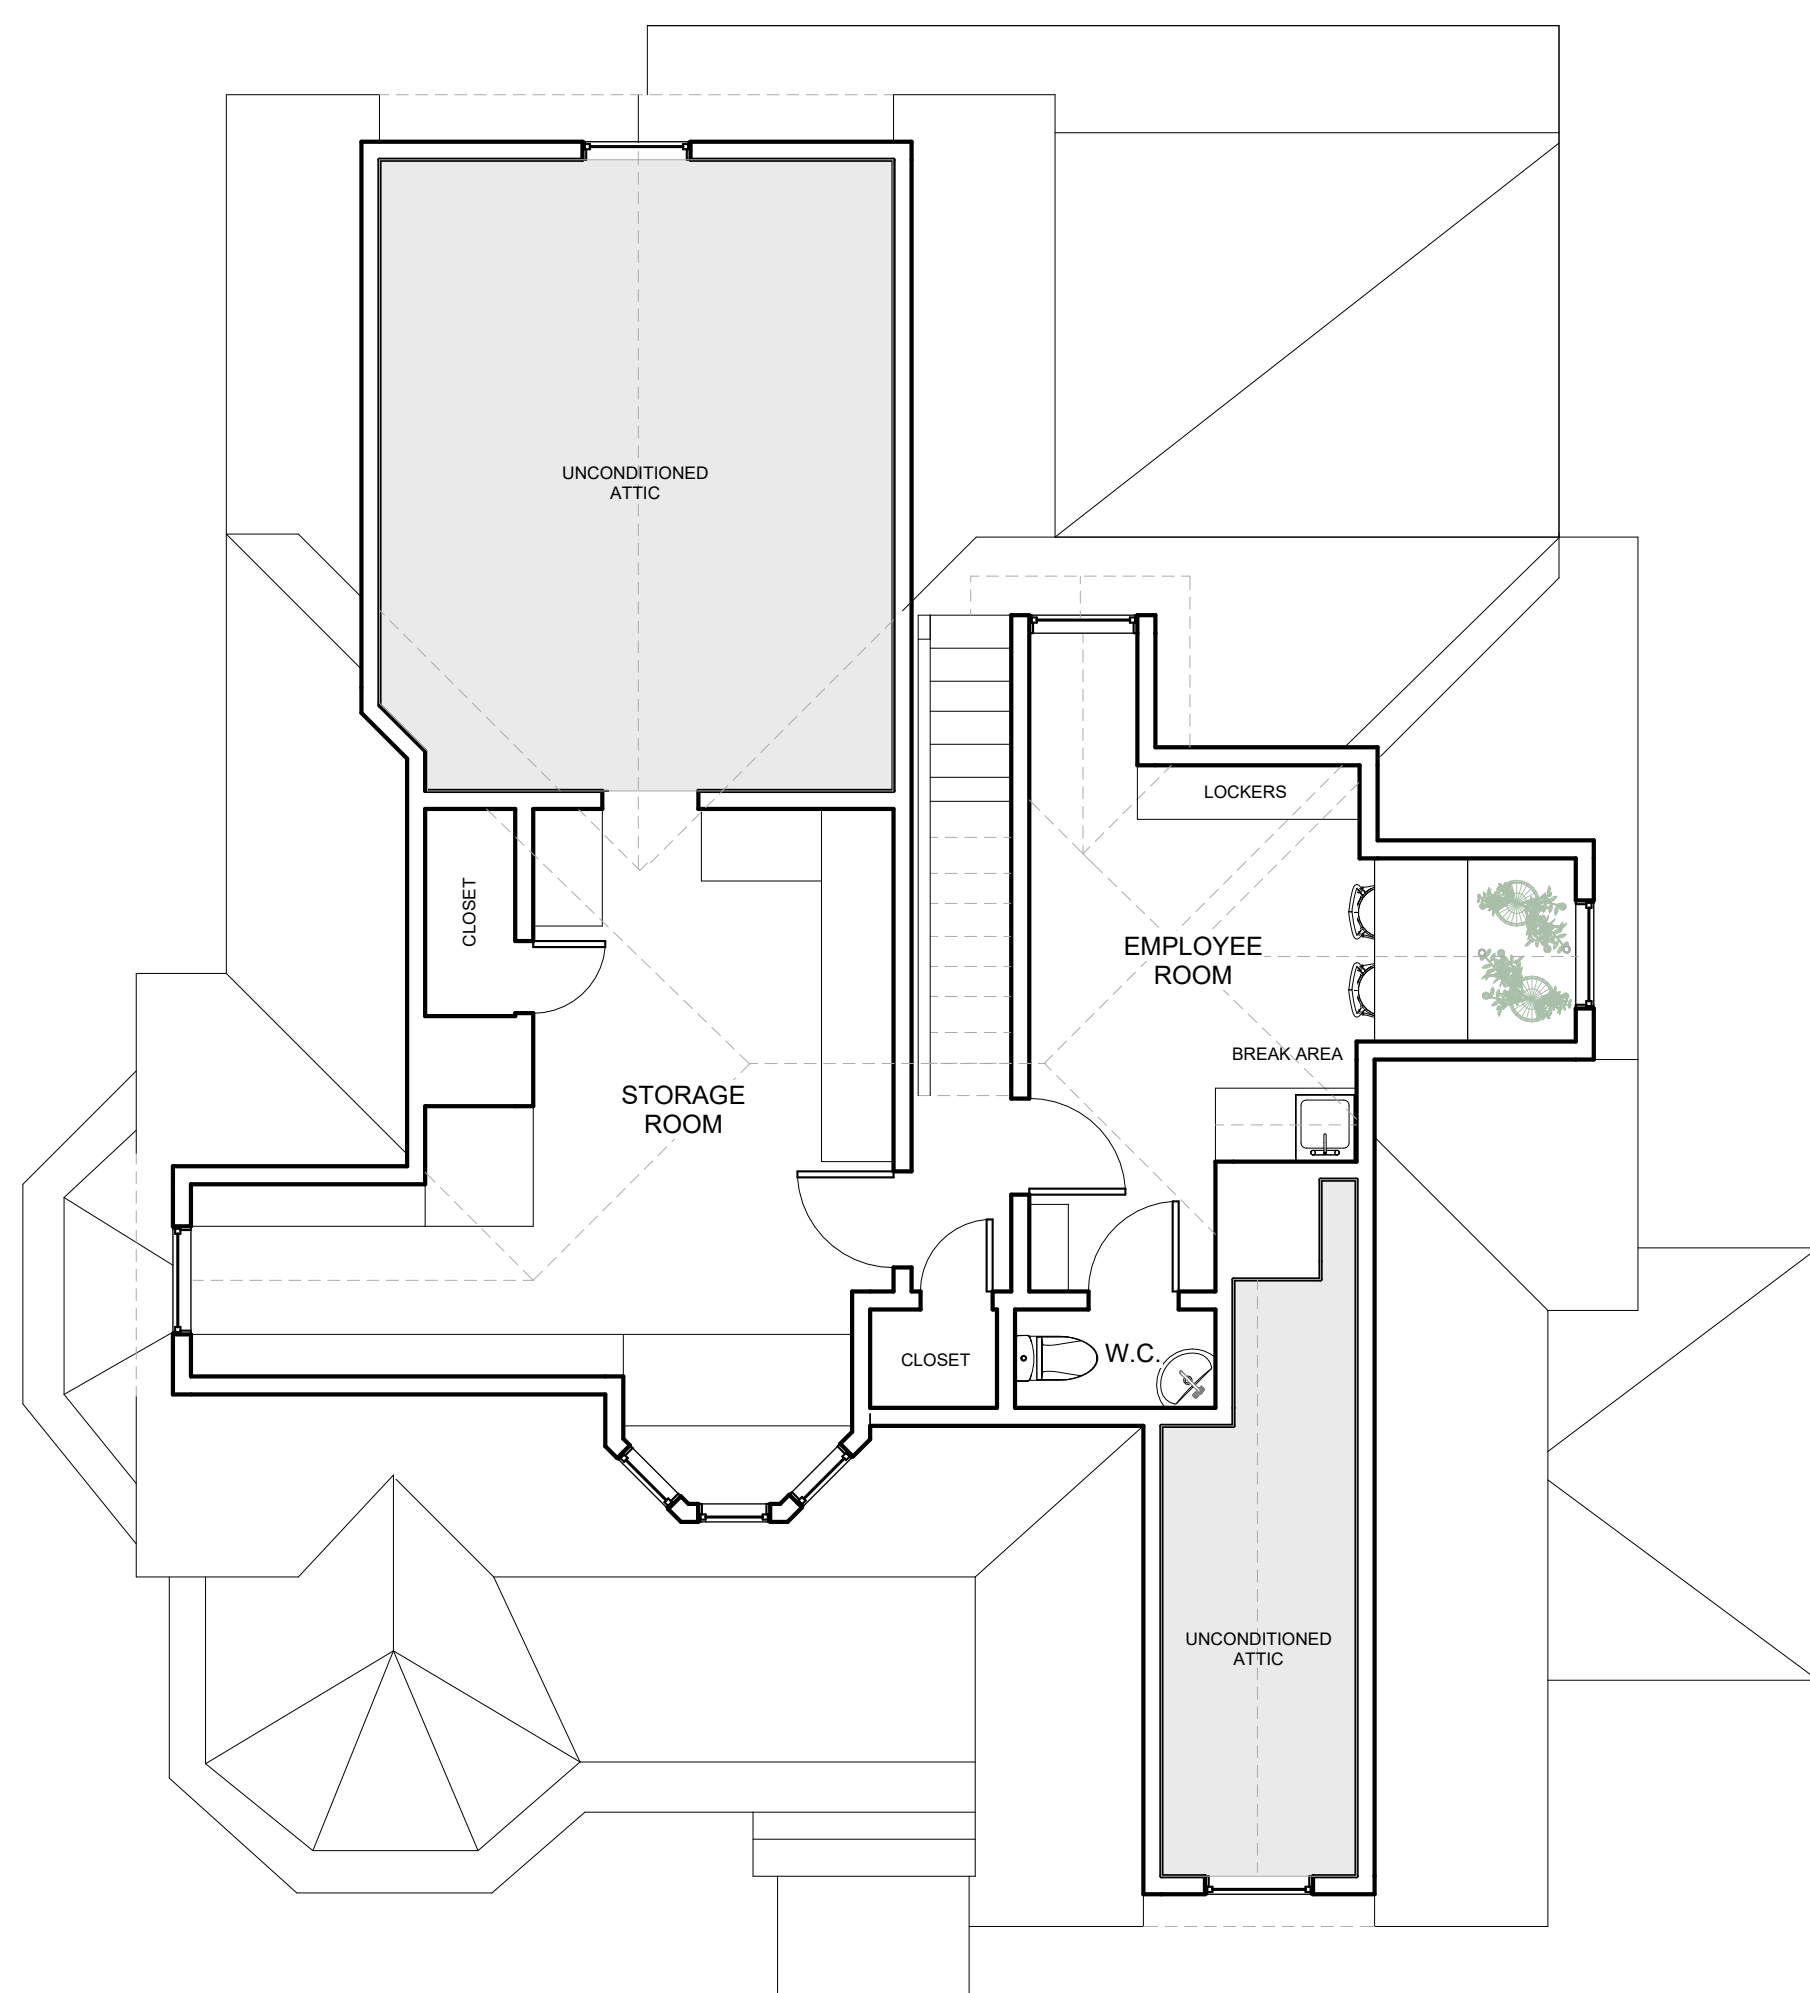 UNCONDITIONED
ATTIC
LOCKERS
CLOSET
EMPLOYEE
ROOM
BREAK AREA
STORAGE
ROOM
W.C.
CLOSET
UNCONDITIONED
ATTIC